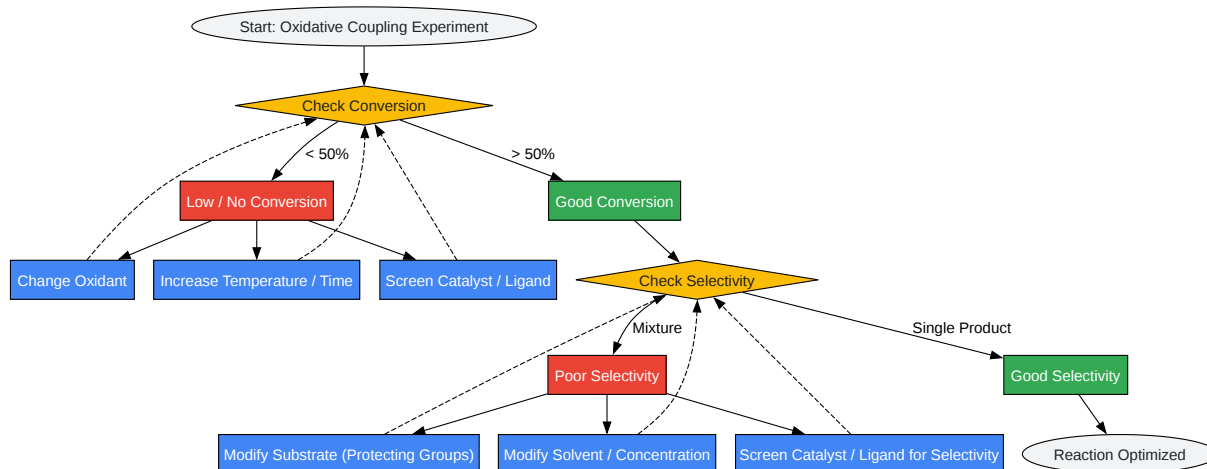 Start: Oxidative Coupling Experiment
Check Conversion
< 50%
> 50%
Low / No Conversion
Good Conversion
Change Oxidant
Increase Temperature / Time
Screen Catalyst / Ligand
Check Selectivity
Mixture
Single Product
Poor Selectivity
Good Selectivity
Modify Substrate (Protecting Groups)
Modify Solvent / Concentration
Screen Catalyst / Ligand for Selectivity
Reaction Optimized